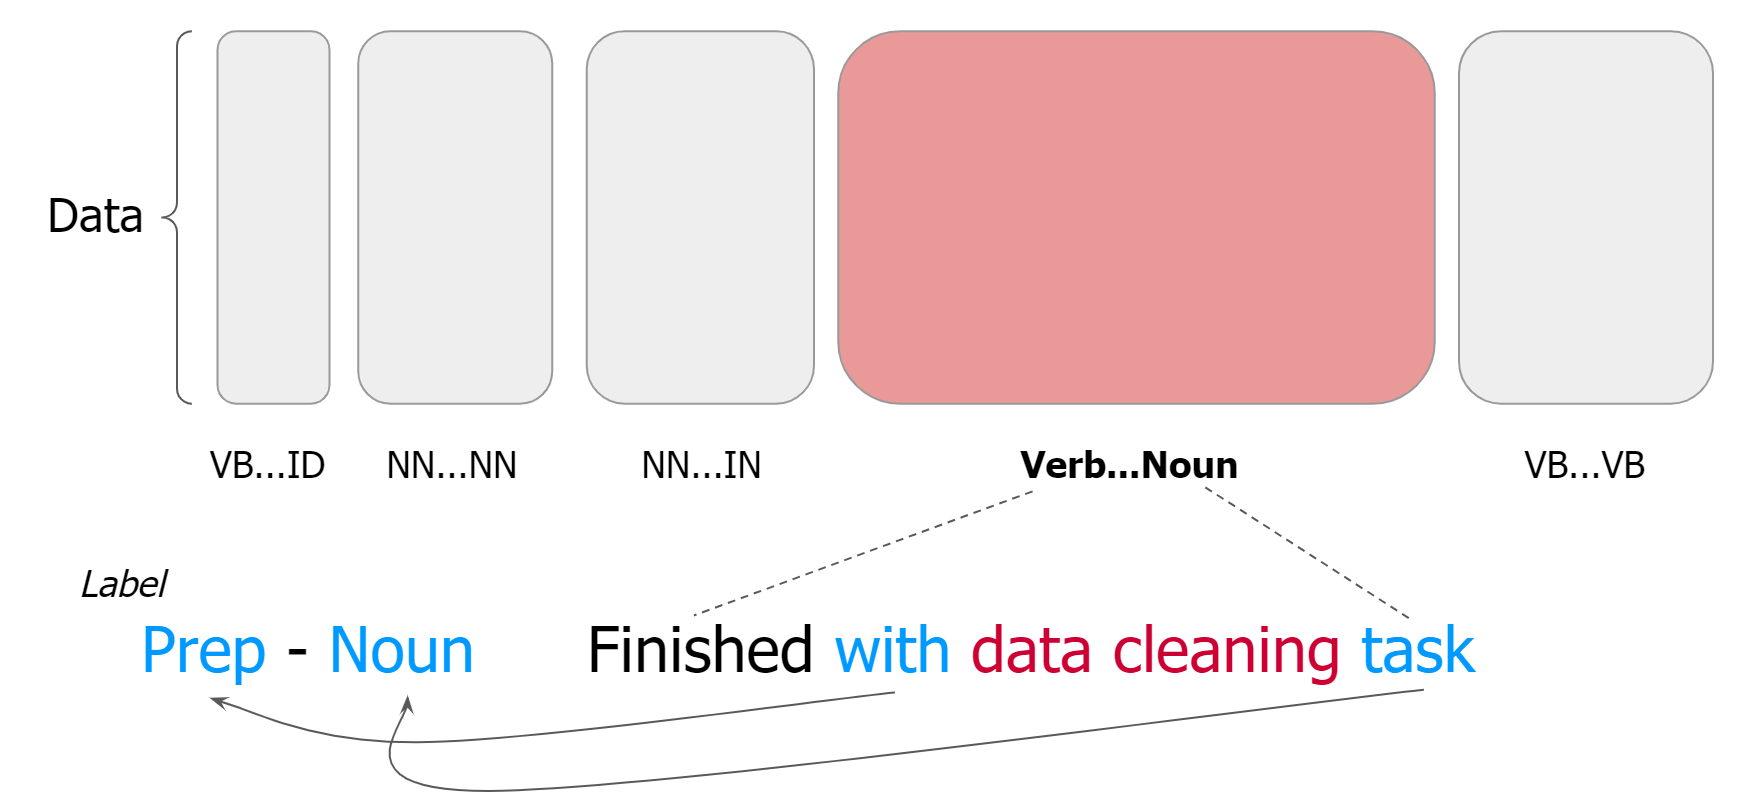 Data
VB...ID NN...NN NN...IN Verb...Noun VB...VB
Label
Prep - Noun Finished with data cleaning task